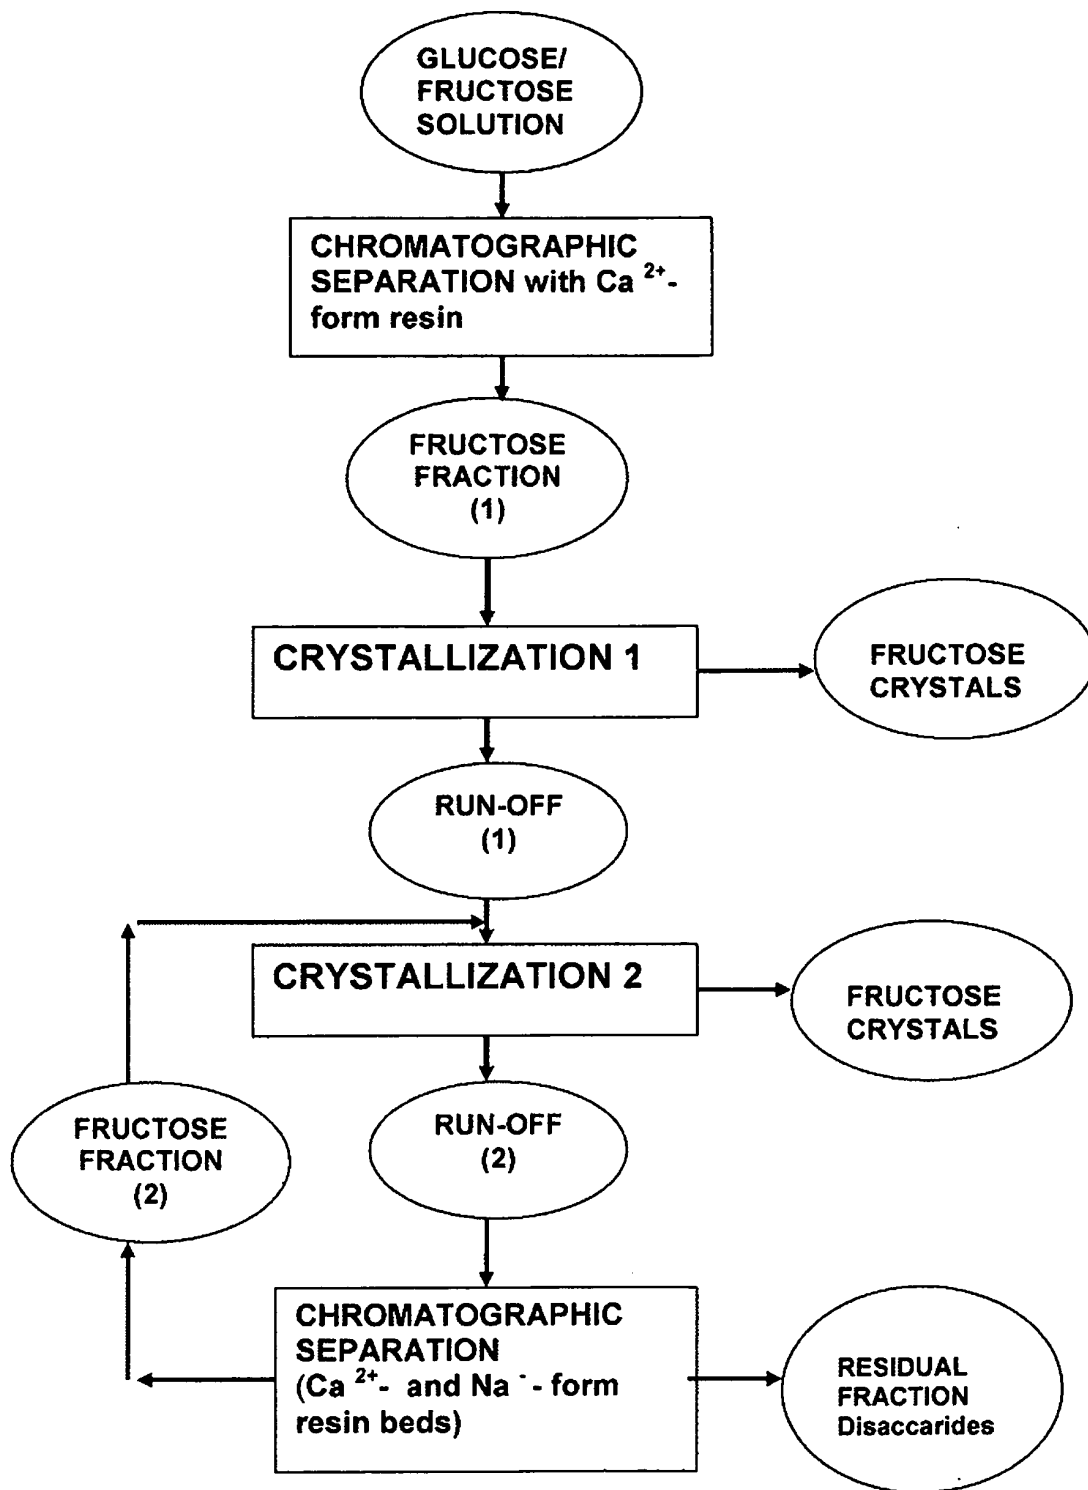 GLUCOSE/
FRUCTOSE
SOLUTION
CHROMATOGRAPHIC
SEPARATION with Ca ²⁺-
form resin
FRUCTOSE
FRACTION
(1)
CRYSTALLIZATION 1
FRUCTOSE
CRYSTALS
RUN-OFF
(1)
CRYSTALLIZATION 2
FRUCTOSE
CRYSTALS
FRUCTOSE
FRACTION
(2)
RUN-OFF
(2)
CHROMATOGRAPHIC
SEPARATION
(Ca ²⁺- and Na ⁻- form
resin beds)
RESIDUAL
FRACTION
Disaccarides